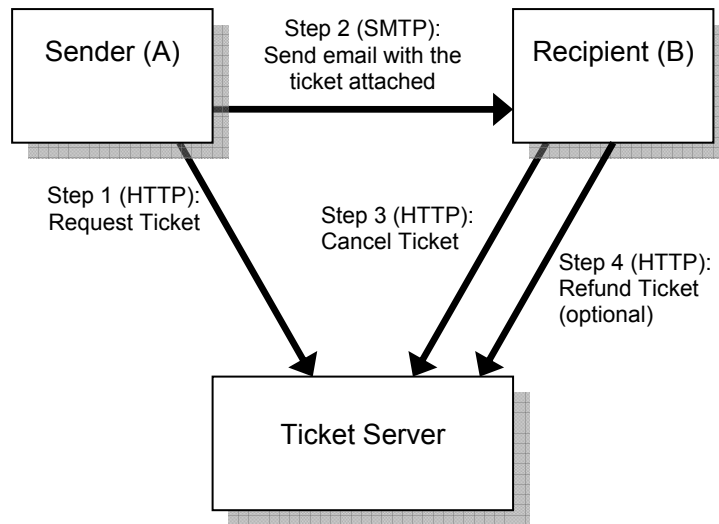 Sender (A)
Step 2 (SMTP):
Send email with the
ticket attached
Recipient (B)
Step 1 (HTTP):
Request Ticket
Step 3 (HTTP):
Cancel Ticket
Step 4 (HTTP):
Refund Ticket
(optional)
Ticket Server